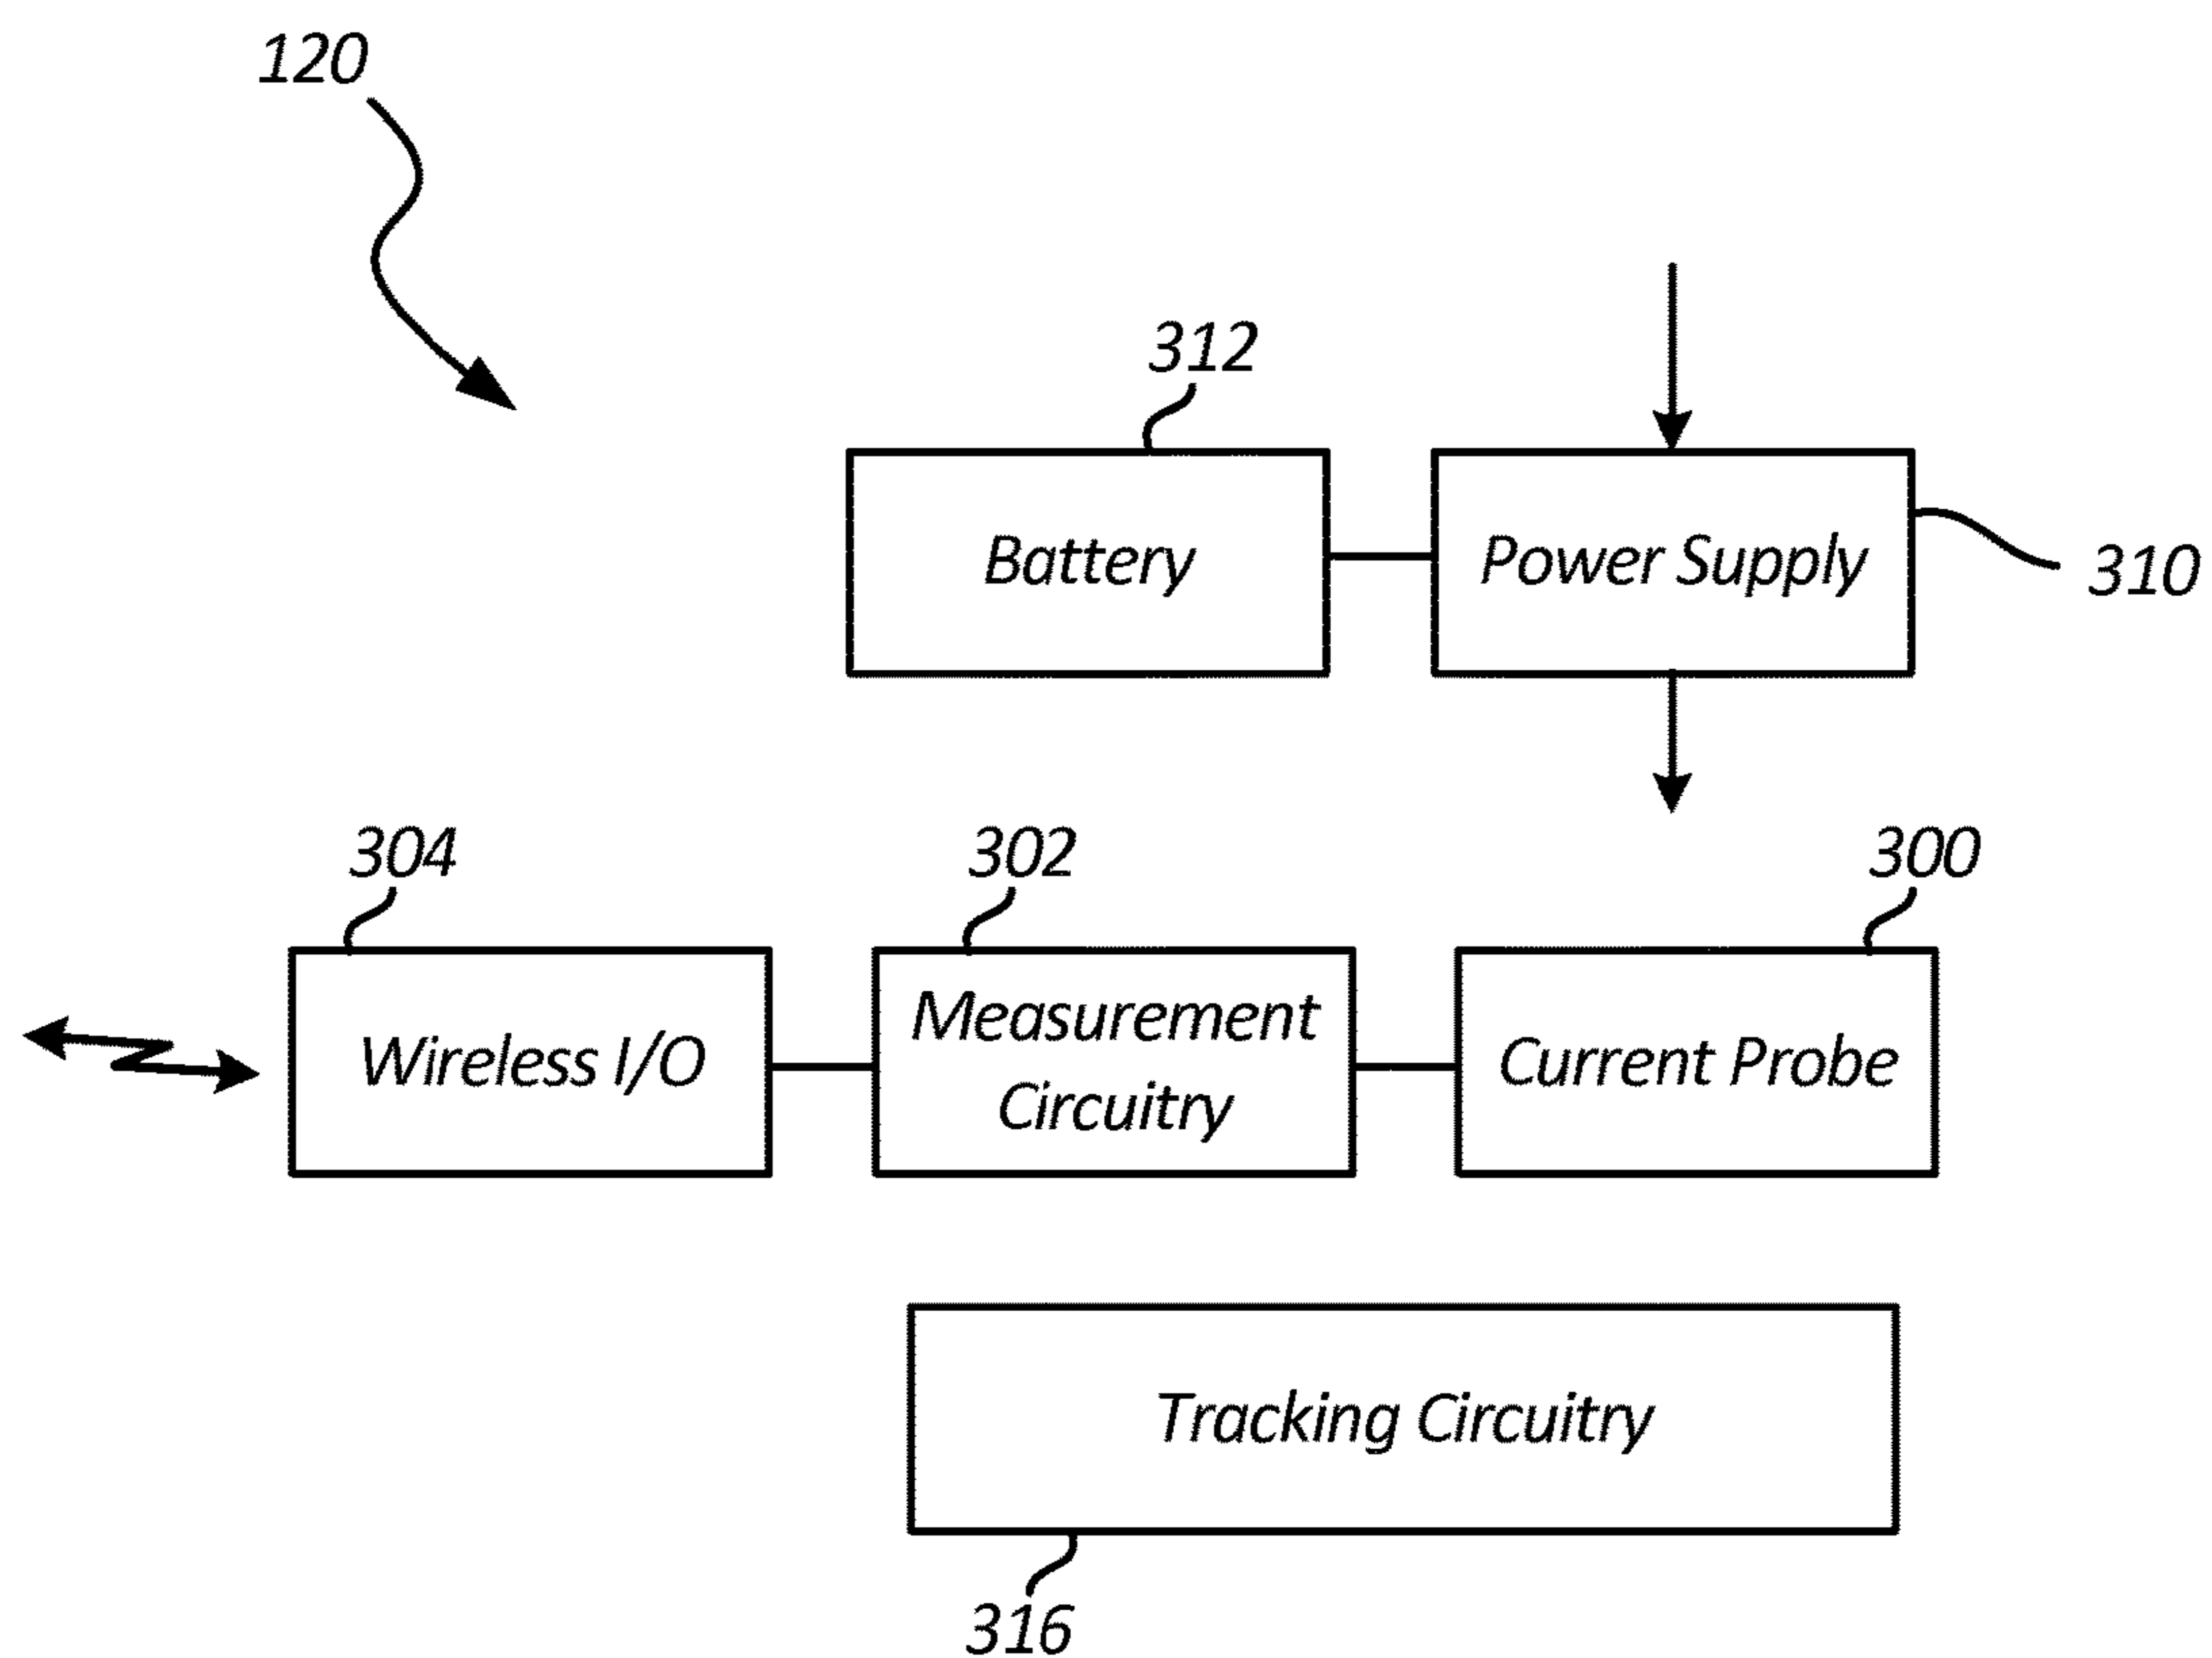 120
312
Battery
Power Supply
310
304
302
300
Wireless I/O
Measurement
Circuitry
Current Probe
Tracking Circuitry
316